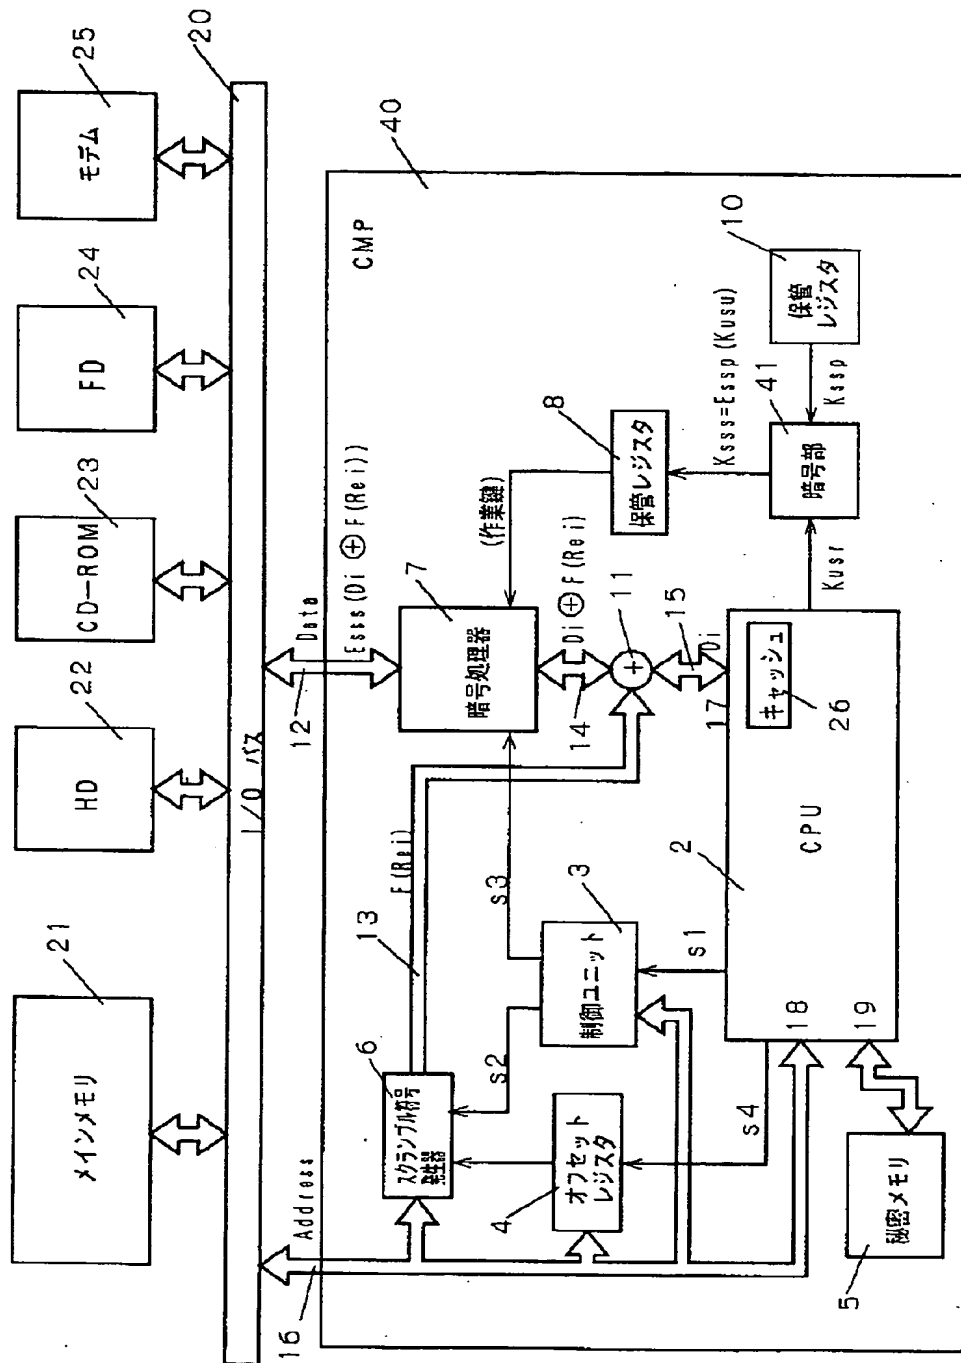 メインメモリ
21
HD
22
CD-ROM
23
FD
24
モデム
25
I/O バス
20
16
Address
12
Data
Esss(Di⊕F(Rei))
CMP
40
スクランブル符号
発生器
6
13
F(Rei)
暗号処理器
7
(作業鍵)
保管レジスタ
8
Ksss=Essp(Kusu)
保管
レジスタ
10
Kssp
暗号部
41
Kusr
14
Di⊕F(Rei)
11
15
Di
17
キャッシュ
26
CPU
2
s1
s2
s3
制御ユニット
3
オフセット
レジスタ
4
s4
18
19
秘密メモリ
5